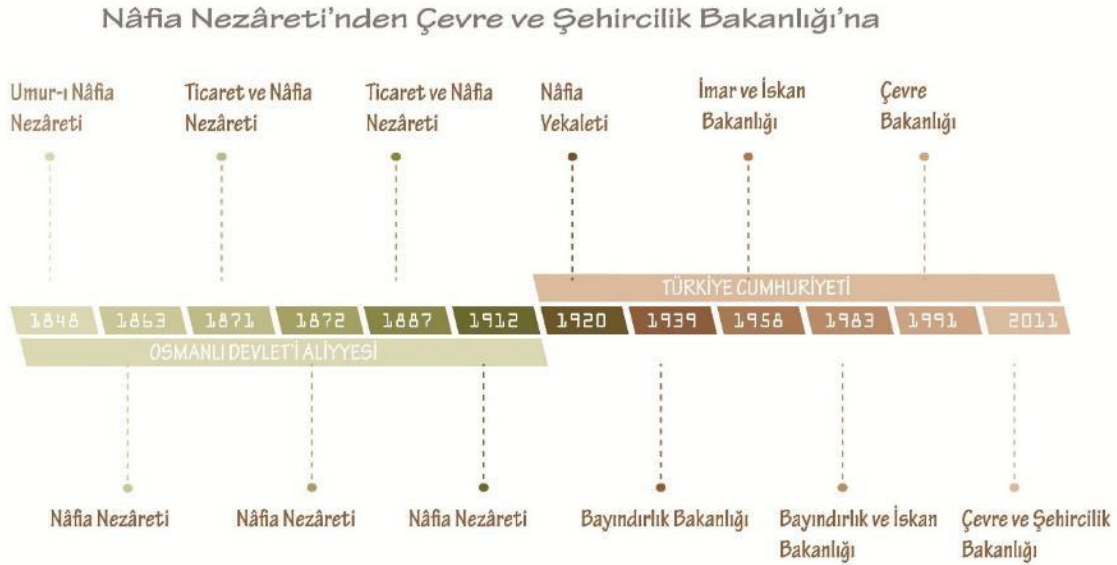 Nâfia Nezâreti'nden Çevre ve Şehircilik Bakanlığı'na
Umur-ı Nâfia
Nezâreti
Ticaret ve Nâfia
Nezâreti
Ticaret ve Nâfia
Nezâreti
Nâfia
Vekaleti
İmar ve İskan
Bakanlığı
Çevre
Bakanlığı
TÜRKİYE CUMHURİYETİ
1848 1863 1871 1872 1887 1912 1920 1939 1958 1983 1991 2011
OSMANLI DEVLET'İ ALİYYESİ
Nâfia Nezâreti
Nâfia Nezâreti
Nâfia Nezâreti
Bayındırlık Bakanlığı
Bayındırlık ve İskan
Bakanlığı
Çevre ve Şehircilik
Bakanlığı